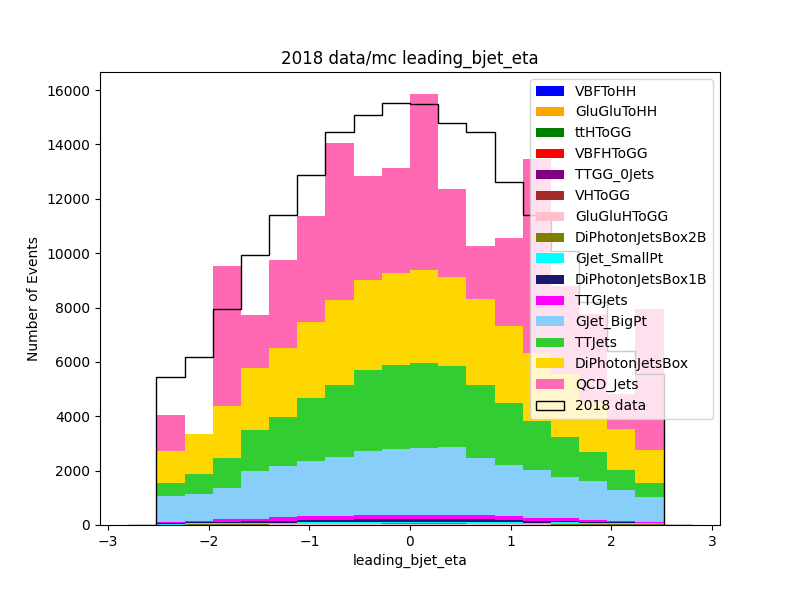 2018 data/mc leading_bjet_eta
Number of Events
16000
14000
12000
10000
8000
6000
4000
2000
0
−3
−2
−1
0
1
2
3
leading_bjet_eta
VBFToHH
GluGluToHH
ttHToGG
VBFHToGG
TTGG_0Jets
VHToGG
GluGluHToGG
DiPhotonJetsBox2B
GJet_SmallPt
DiPhotonJetsBox1B
TTGJets
GJet_BigPt
TTJets
DiPhotonJetsBox
QCD_Jets
2018 data